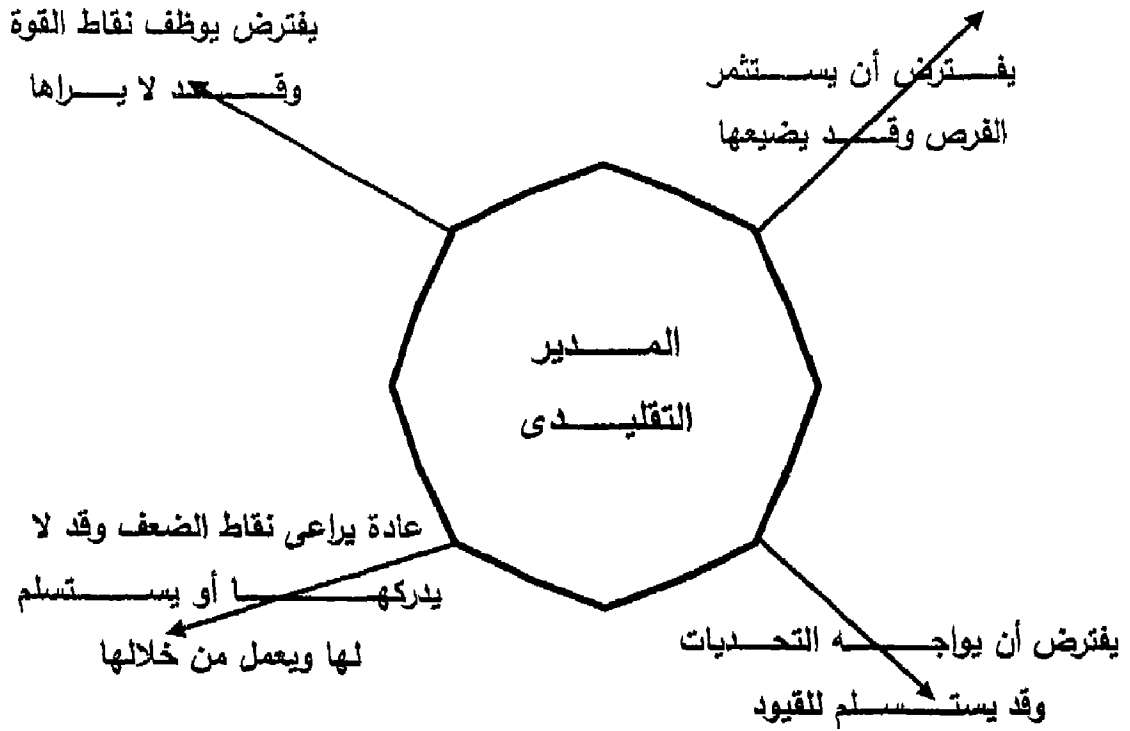 يفترض أن يستثمر
الفرص وقد يضيعها
يفترض يوظف نقاط القوة
وقد لا يراها
المدير
التقليدى
عادة يراعى نقاط الضعف وقد لا
يدركها أو يستسلم
لها ويعمل من خلالها
يفترض أن يواجه التحديات
وقد يستسلم للقيود